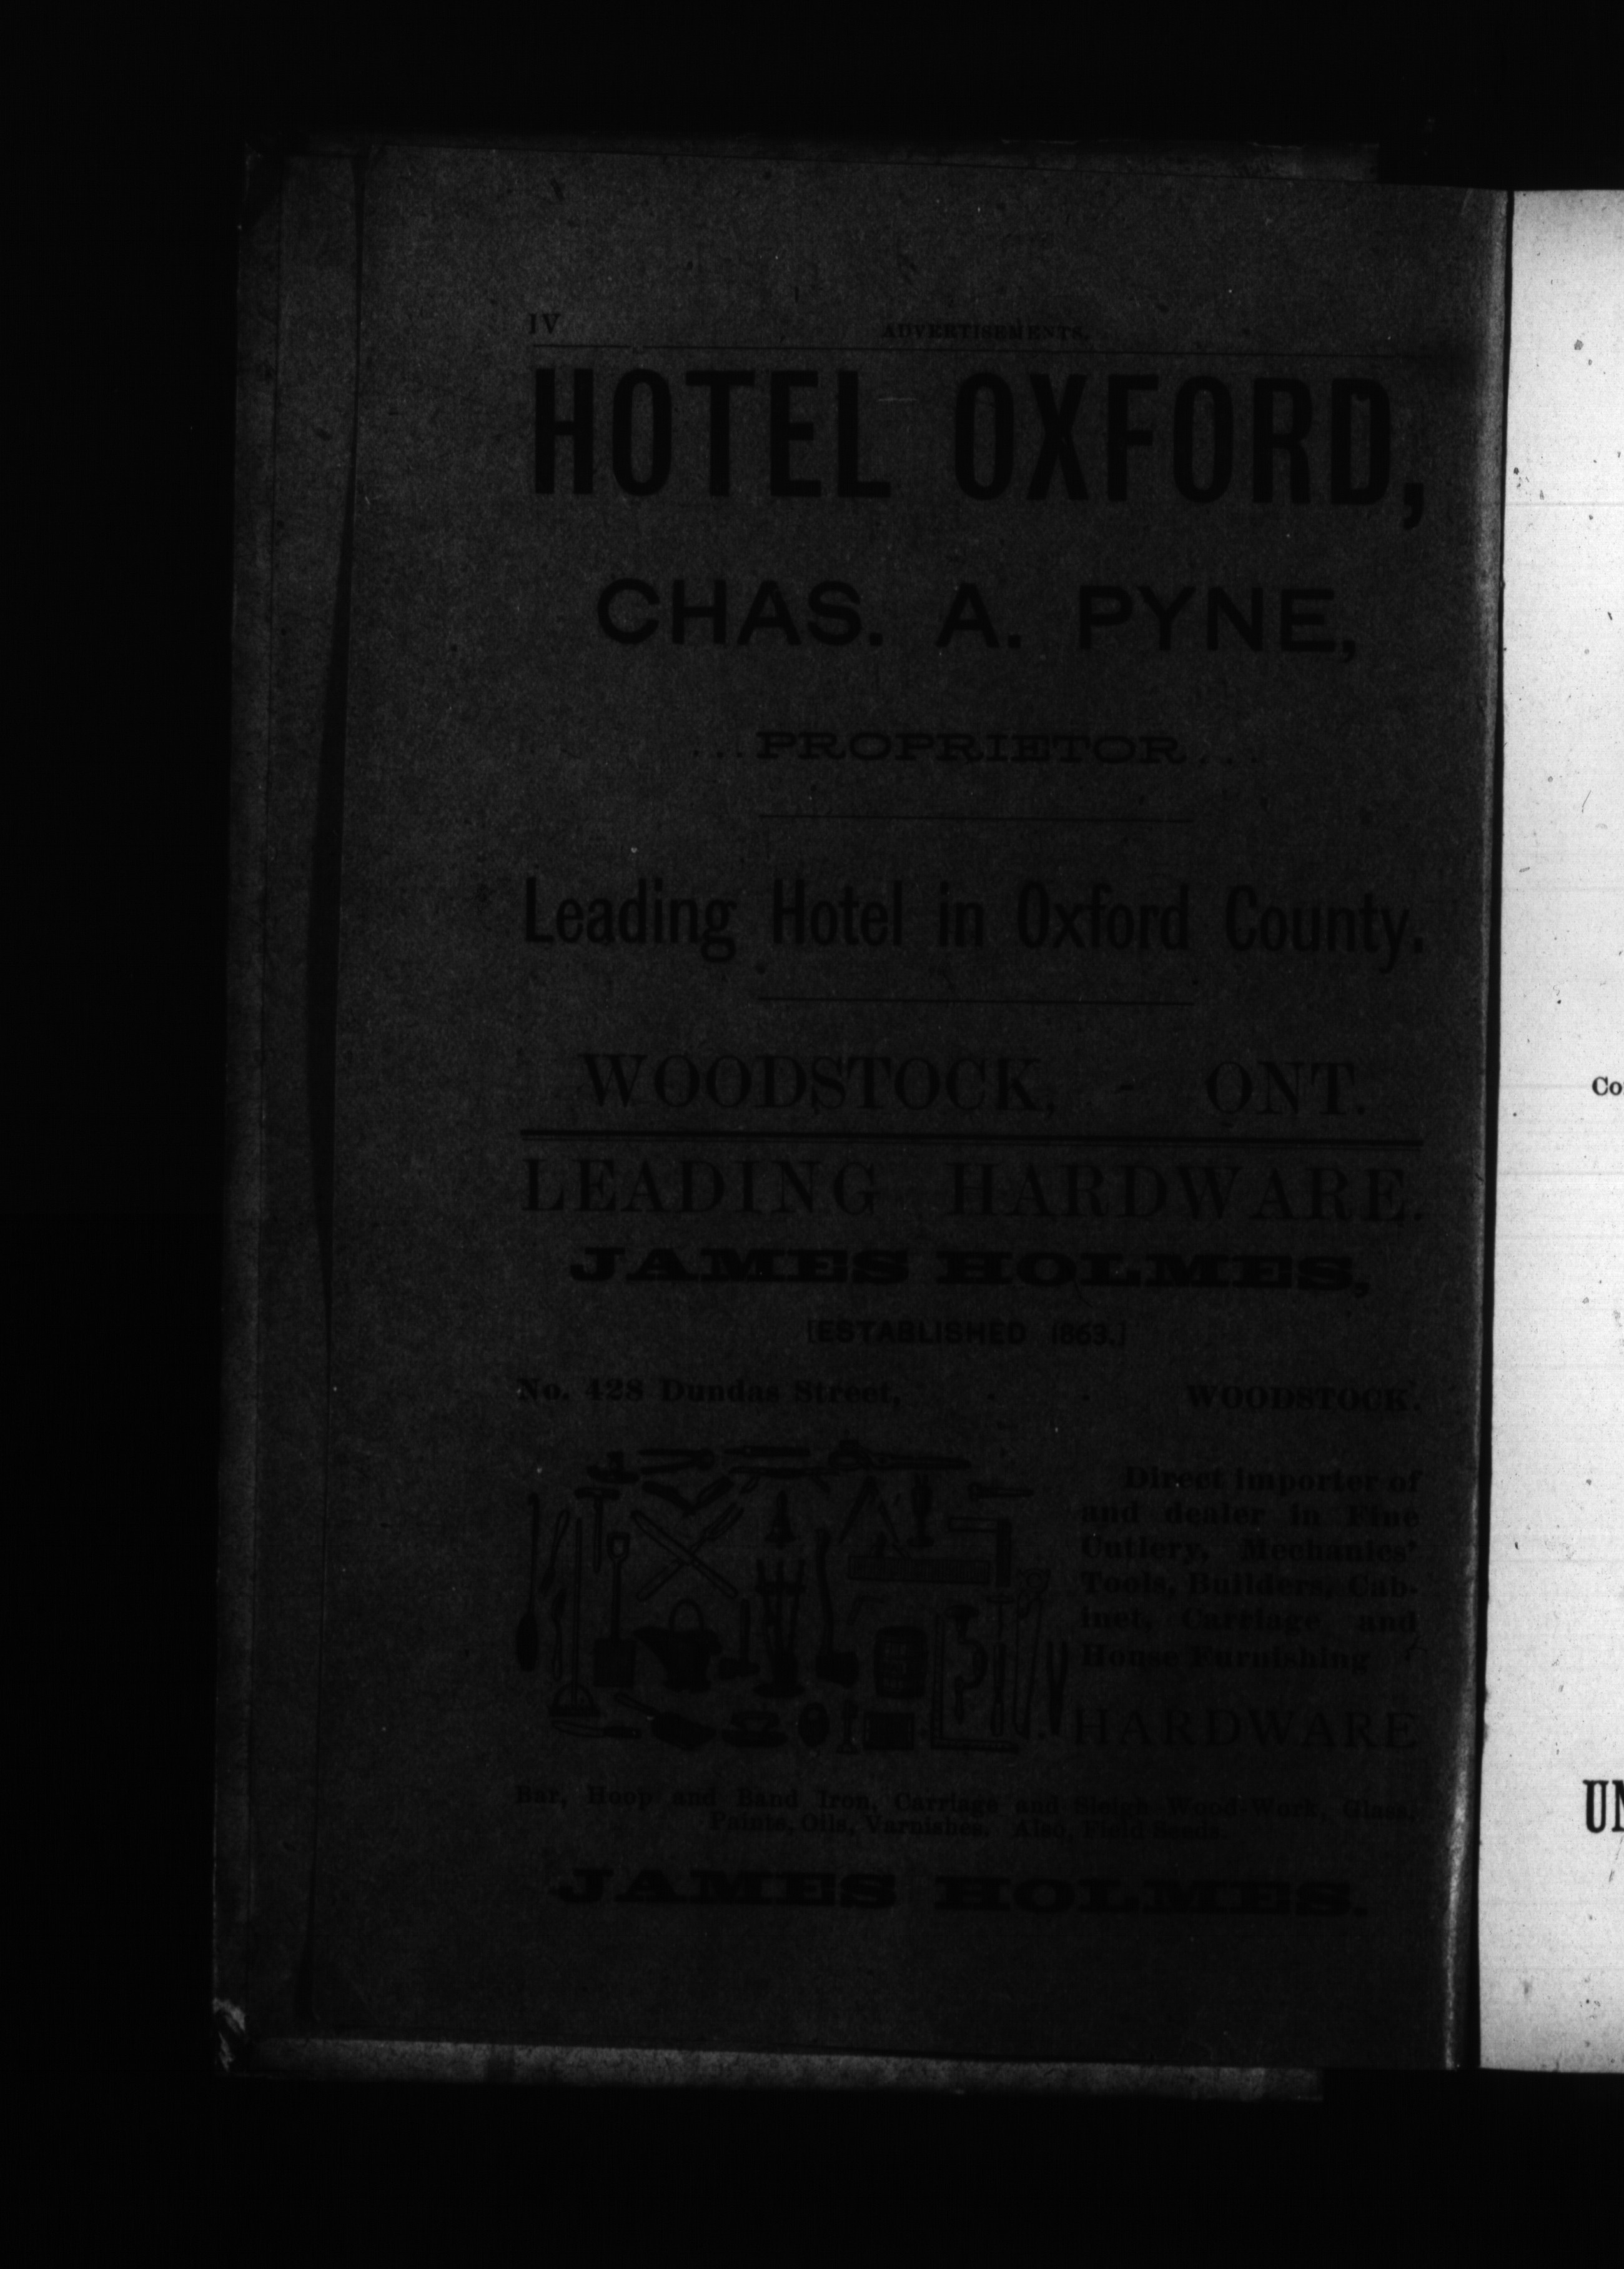 IV ADVERTISEMENTS.
HOTEL OXFORD,
CHAS. A. PYNE,
...PROPRIETOR...
Leading Hotel in Oxford County.
WOODSTOCK, - ONT.
LEADING HARDWARE.
JAMES HOLMES,
[ESTABLISHED 1863.]
No. 428 Dundas Street, - - WOODSTOCK.
Direct Importer of
and dealer in Fine
Cutlery, Mechanics'
Tools, Builders, Cab-
inet, Carriage and
House Furnishing
HARDWARE
Bar, Hoop and Band Iron, Carriage and Sleigh Wood Work, Glass,
Paints, Oils, Varnishes. Also, Field Seeds.
JAMES HOLMES.
Co
UN